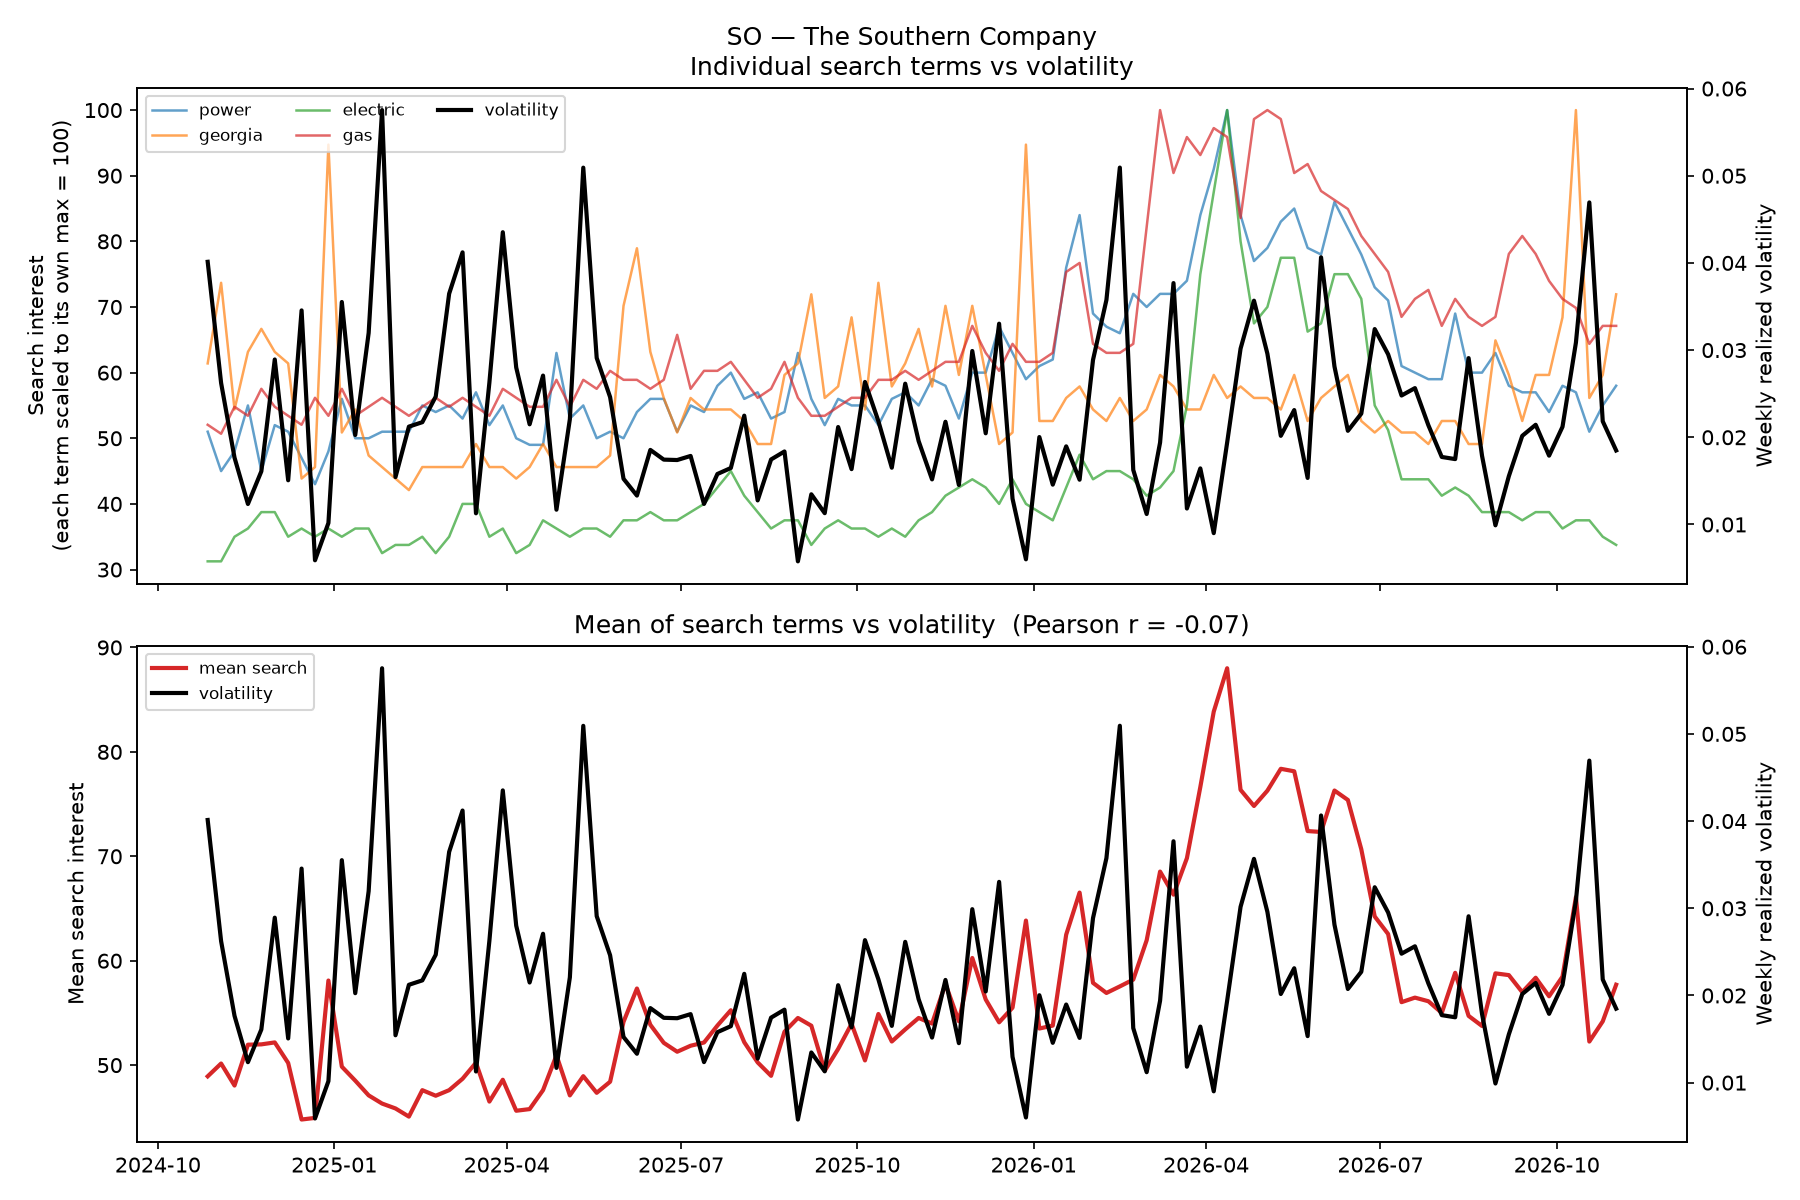 SO — The Southern Company
Individual search terms vs volatility
power
georgia
electric
gas
volatility
Search interest
(each term scaled to its own max = 100)
100
90
80
70
60
50
40
30
0.06
0.05
0.04
0.03
0.02
0.01
Weekly realized volatility
Mean of search terms vs volatility  (Pearson r = -0.07)
mean search
volatility
Mean search interest
90
80
70
60
50
0.06
0.05
0.04
0.03
0.02
0.01
Weekly realized volatility
2024-10
2025-01
2025-04
2025-07
2025-10
2026-01
2026-04
2026-07
2026-10